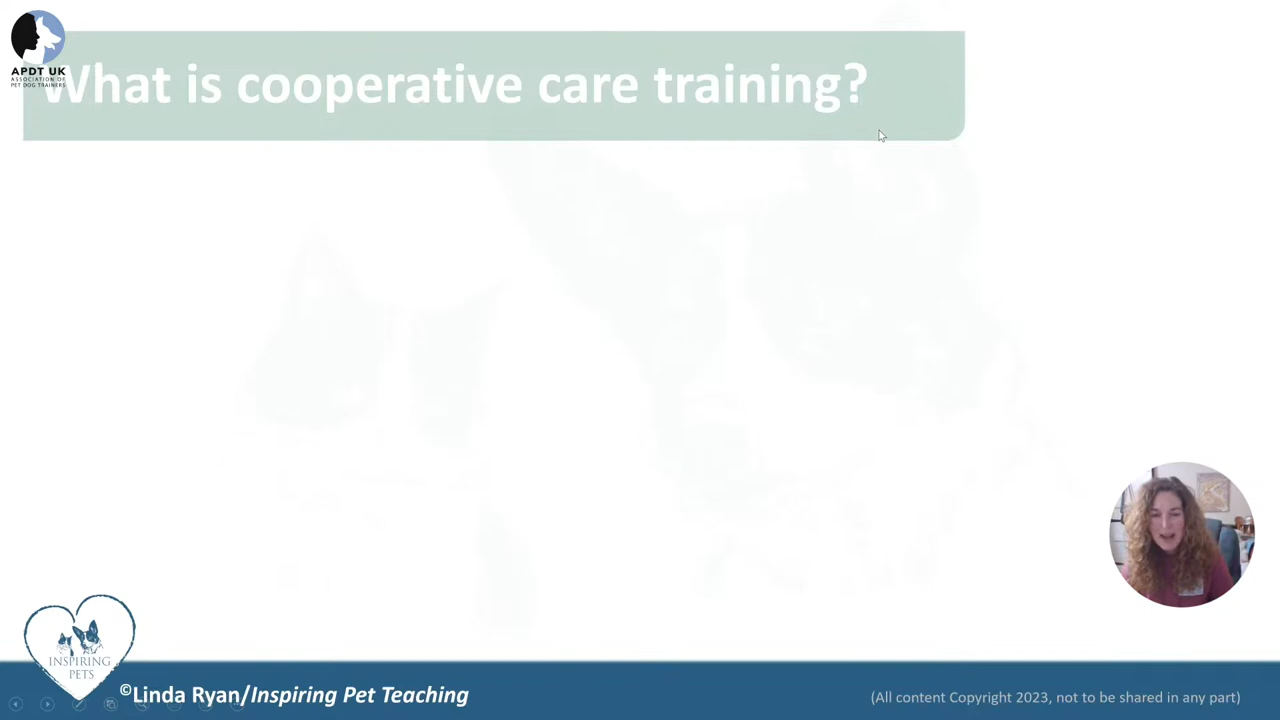 APDT UK
ASSOCIATION OF
PET DOG TRAINERS
What is cooperative care training?
INSPIRING
PETS
©Linda Ryan/Inspiring Pet Teaching
(All content Copyright 2023, not to be shared in any part)